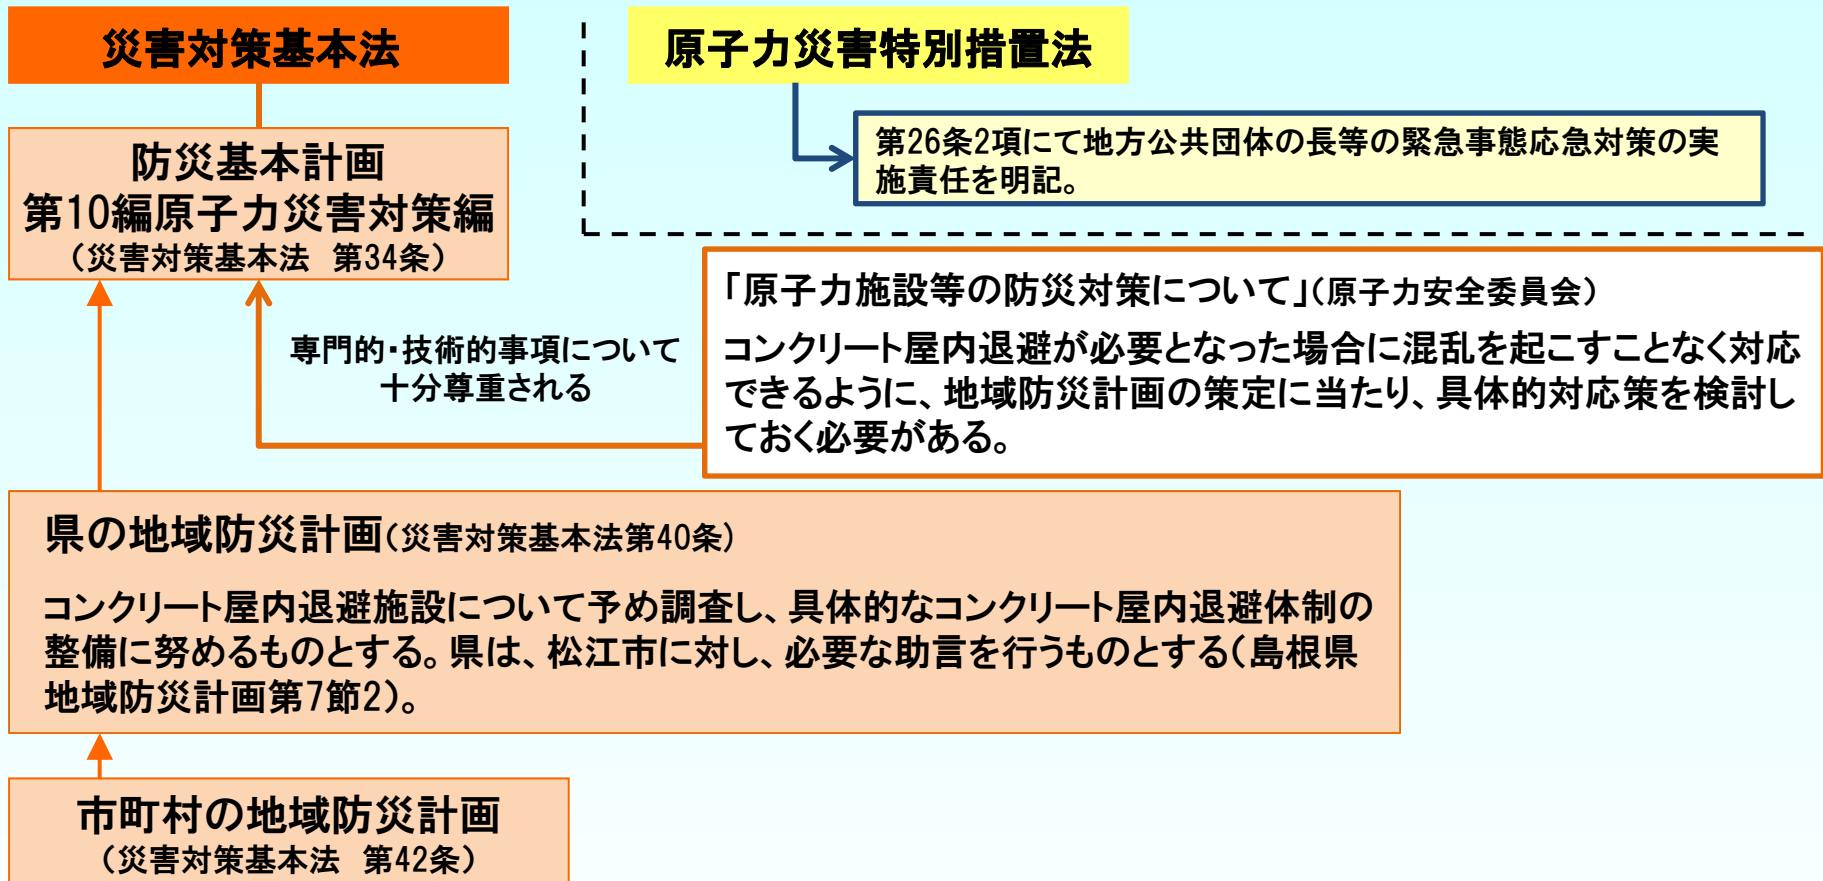 災害対策基本法
原子力災害特別措置法
第26条2項にて地方公共団体の長等の緊急事態応急対策の実
施責任を明記。
防災基本計画
第10編原子力災害対策編
（災害対策基本法　第34条）
専門的・技術的事項について
十分尊重される
「原子力施設等の防災対策について」（原子力安全委員会）
コンクリート屋内退避が必要となった場合に混乱を起こすことなく対応
できるように、地域防災計画の策定に当たり、具体的対応策を検討し
ておく必要がある。
県の地域防災計画（災害対策基本法第40条）
コンクリート屋内退避施設について予め調査し、具体的なコンクリート屋内退避体制の
整備に努めるものとする。県は、松江市に対し、必要な助言を行うものとする（島根県
地域防災計画第7節2）。
市町村の地域防災計画
（災害対策基本法　第42条）